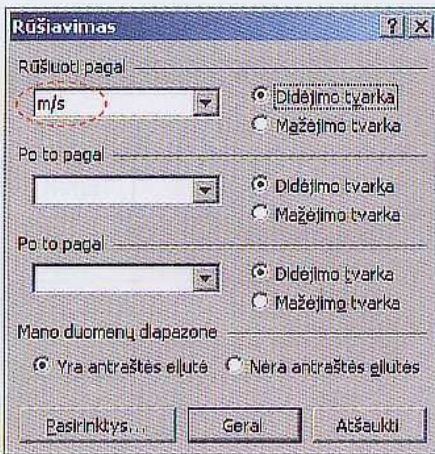 Rūšiavimas
Rūšiuoti pagal
m/s
Didėjimo tvarka
Mažėjimo tvarka
Po to pagal
Didėjimo tvarka
Mažėjimo tvarka
Po to pagal
Didėjimo tvarka
Mažėjimo tvarka
Mano duomenų diapazone
Yra antraštės eilutė Nėra antraštės eilutės
Pasirinktys... Gerai Atšaukti